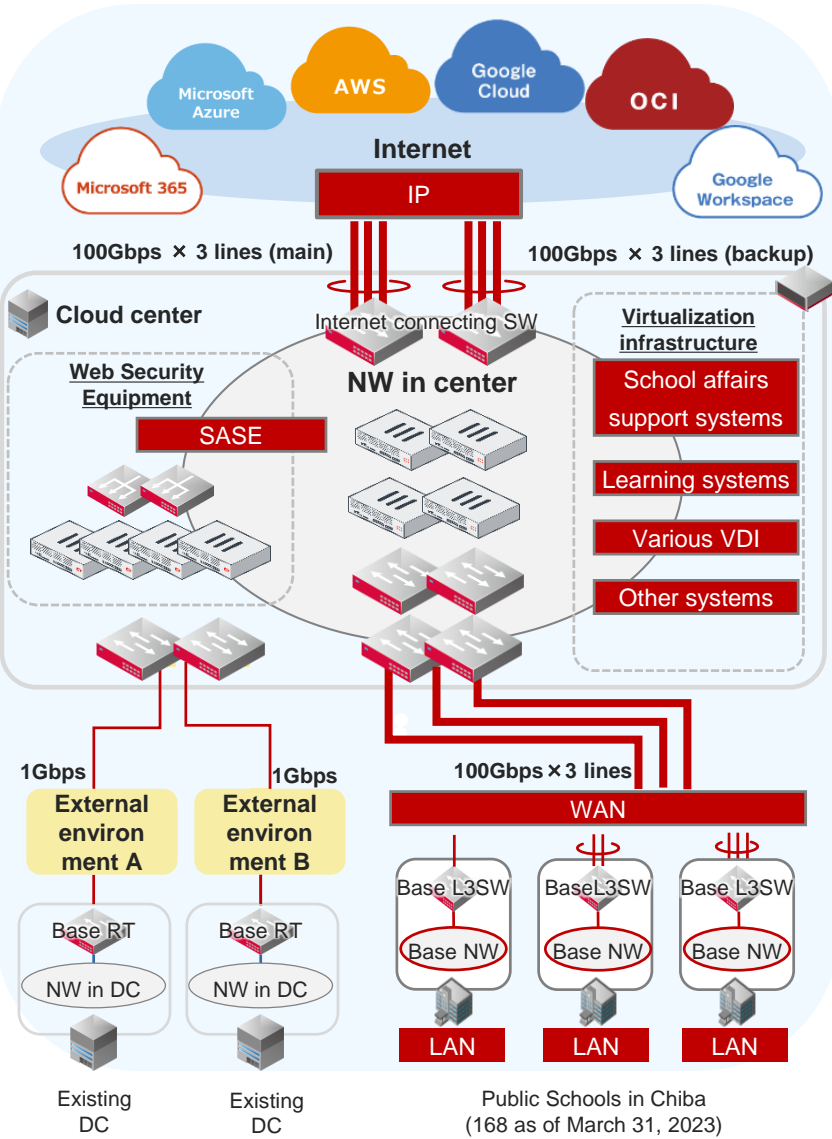 Microsoft
Azure
AWS
Google
Cloud
OCI
Microsoft 365
Internet
Google
Workspace
IP
100Gbps × 3 lines (main)
100Gbps × 3 lines (backup)
Cloud center
Internet connecting SW
Virtualization
infrastructure
Web Security
Equipment
NW in center
School affairs
support systems
SASE
Learning systems
Various VDI
Other systems
1Gbps
1Gbps
100Gbps×3 lines
External
environ
ment A
External
environ
ment B
WAN
Base L3SW
BaseL3SW
Base L3SW
Base RT
Base RT
Base NW
Base NW
Base NW
NW in DC
NW in DC
LAN
LAN
LAN
Existing
DC
Existing
DC
Public Schools in Chiba
(168 as of March 31, 2023)